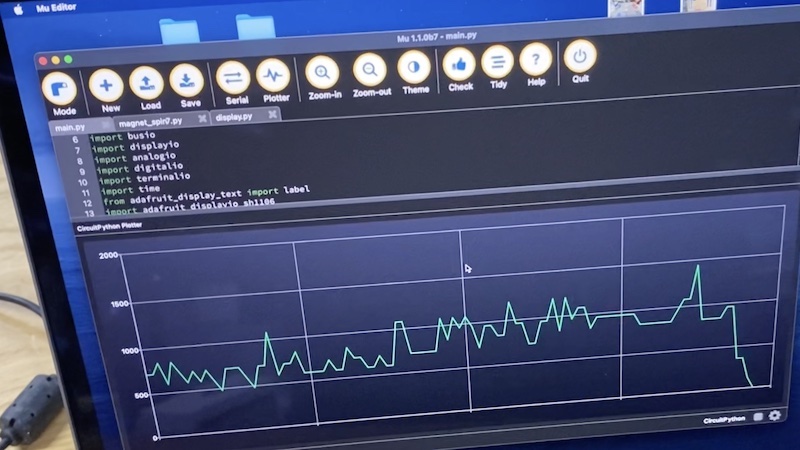 Mu Editor
Mu 1.1.0b7 - main.py
Mode New Load Save Serial Plotter Zoom-in Zoom-out Theme Check Tidy Help Quit
main.py magnet_spin7.py display.py
6 import busio
7 import displayio
8 import analogio
9 import digitalio
10 import terminalio
11 import time
12 from adafruit_display_text import label
13 import adafruit_displayio_sh1106
CircuitPython Plotter
2000
1500
1000
500
0
CircuitPython